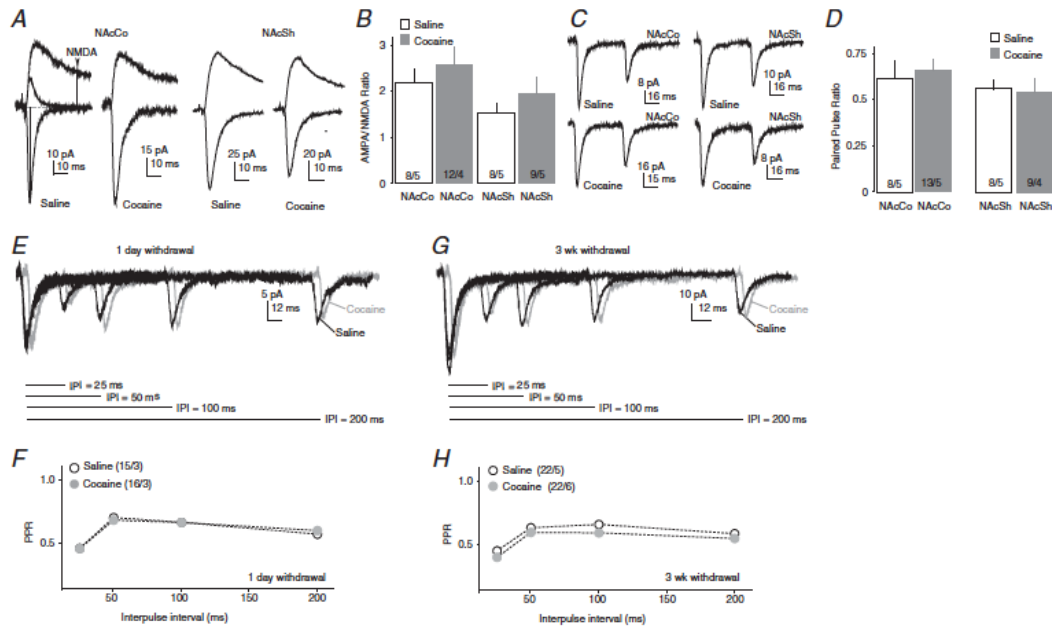 A
NAcCo
NAcSh
NMDA
10 pA
10 ms
15 pA
10 ms
25 pA
10 ms
20 pA
10 ms
Saline
Cocaine
Saline
Cocaine
B
Saline
Cocaine
AMPA/NMDA Ratio
3
2
1
0
8/5
12/4
8/5
9/5
NAcCo
NAcCo
NAcSh
NAcSh
C
NAcCo
NAcSh
8 pA
16 ms
10 pA
16 ms
Saline
Saline
NAcCo
NAcSh
16 pA
15 ms
8 pA
16 ms
Cocaine
Cocaine
D
Saline
Cocaine
Paired Pulse Ratio
0.75
0.5
0.25
0
8/5
13/5
8/5
9/4
NAcCo
NAcCo
NAcSh
NAcSh
E
1 day withdrawal
5 pA
12 ms
Cocaine
Saline
IPI = 25 ms
IPI = 50 ms
IPI = 100 ms
IPI = 200 ms
G
3 wk withdrawal
10 pA
12 ms
Cocaine
Saline
IPI = 25 ms
IPI = 50 ms
IPI = 100 ms
IPI = 200 ms
F
Saline (15/3)
Cocaine (16/3)
PPR
1.0
0.5
1 day withdrawal
50
100
150
200
Interpulse interval (ms)
H
Saline (22/5)
Cocaine (22/6)
PPR
1.0
0.5
3 wk withdrawal
50
100
150
200
Interpulse interval (ms)